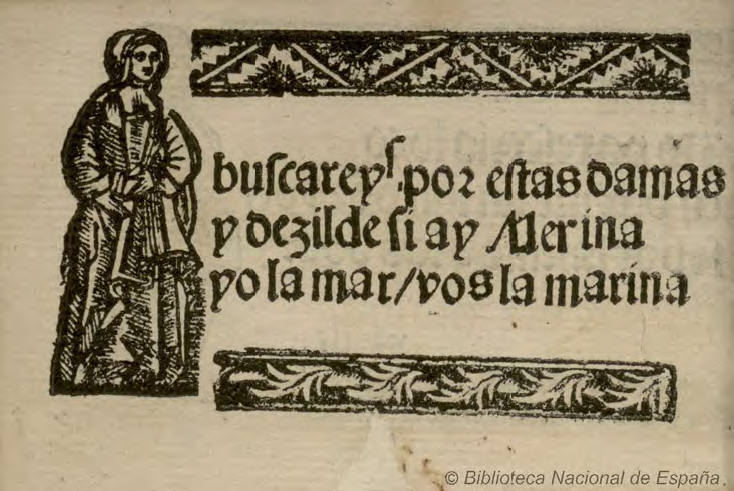 buscareys por estas damas
y dezilde si ay Merina
yo la mar/vos la marina
© Biblioteca Nacional de España.